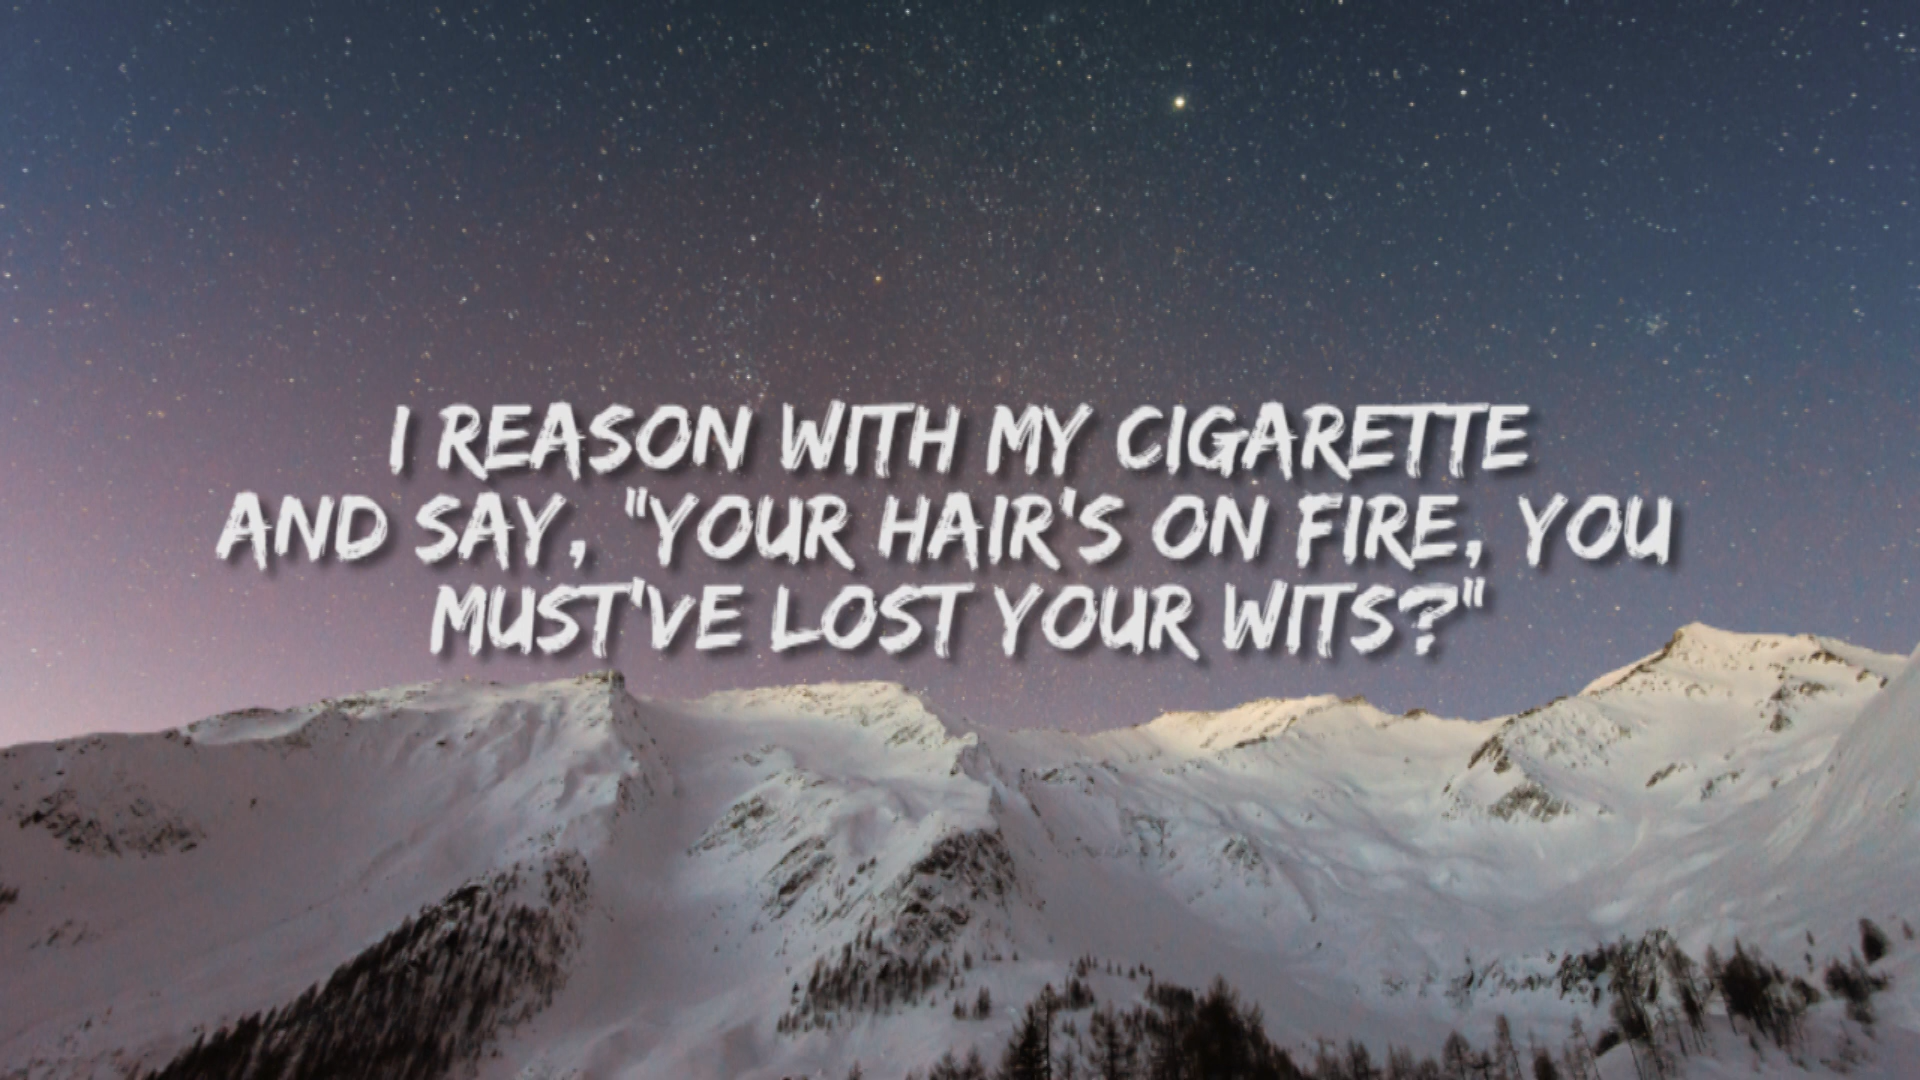 I REASON WITH MY CIGARETTE
AND SAY, "YOUR HAIR'S ON FIRE, YOU
MUST'VE LOST YOUR WITS?"